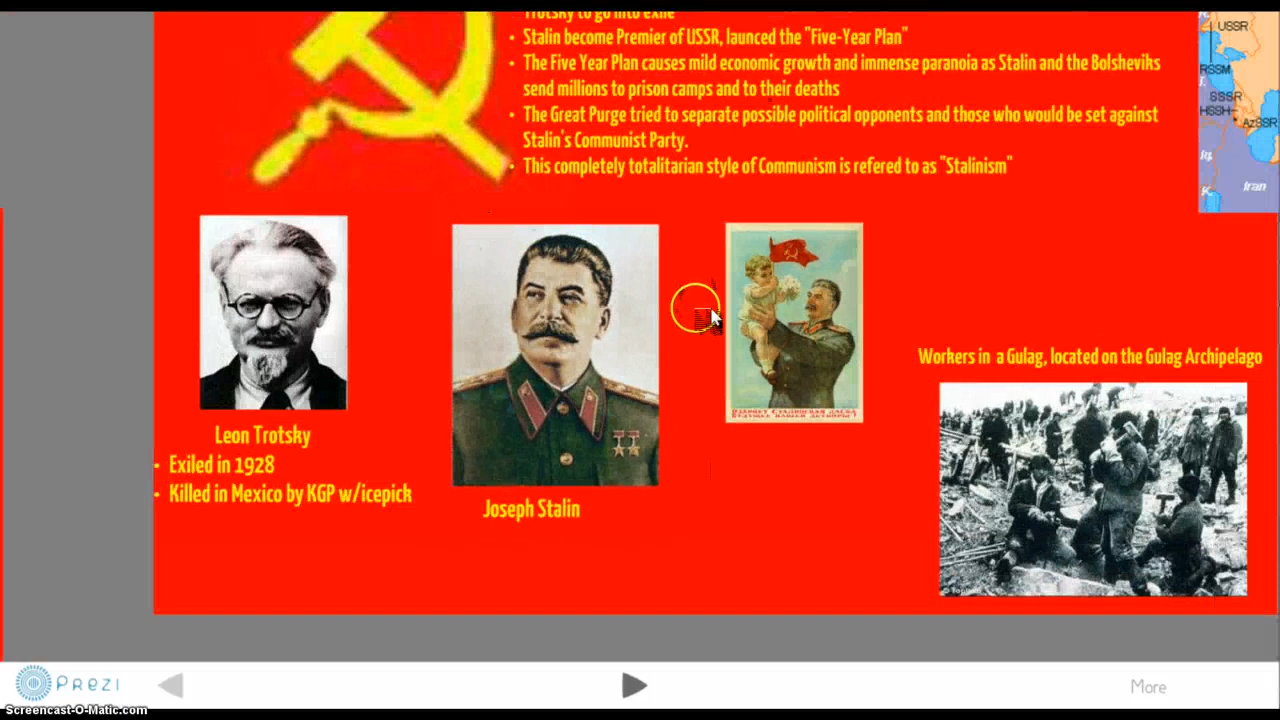 Trotsky to go into exile
• Stalin become Premier of USSR, launced the "Five-Year Plan"
• The Five Year Plan causes mild economic growth and immense paranoia as Stalin and the Bolsheviks
send millions to prison camps and to their deaths
• The Great Purge tried to separate possible political opponents and those who would be set against
Stalin's Communist Party.
• This completely totalitarian style of Communism is refered to as "Stalinism"
USSR
RSSM
SSSR
HSSH
AzSSR
Iran
Workers in a Gulag, located on the Gulag Archipelago
Leon Trotsky
• Exiled in 1928
• Killed in Mexico by KGP w/icepick
Joseph Stalin
PREZI
More
Screencast-O-Matic.com